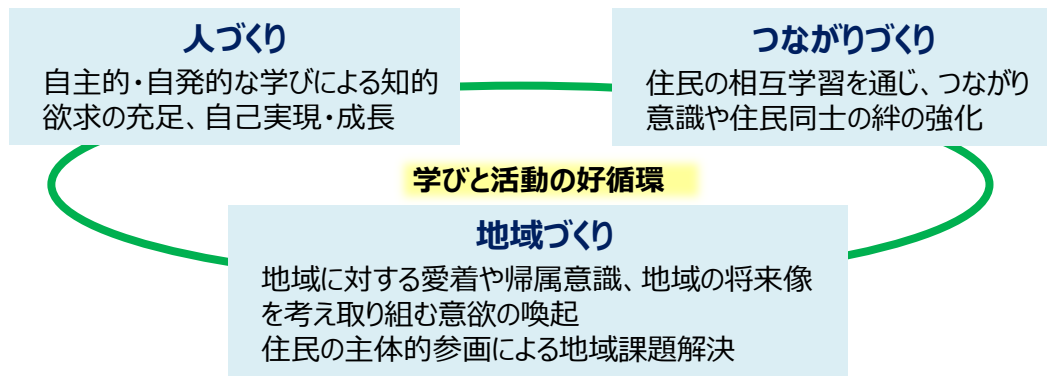 人づくり
自主的・自発的な学びによる知的
欲求の充足、自己実現・成長
つながりづくり
住民の相互学習を通じ、つながり
意識や住民同士の絆の強化
学びと活動の好循環
地域づくり
地域に対する愛着や帰属意識、地域の将来像
を考え取り組む意欲の喚起
住民の主体的参画による地域課題解決